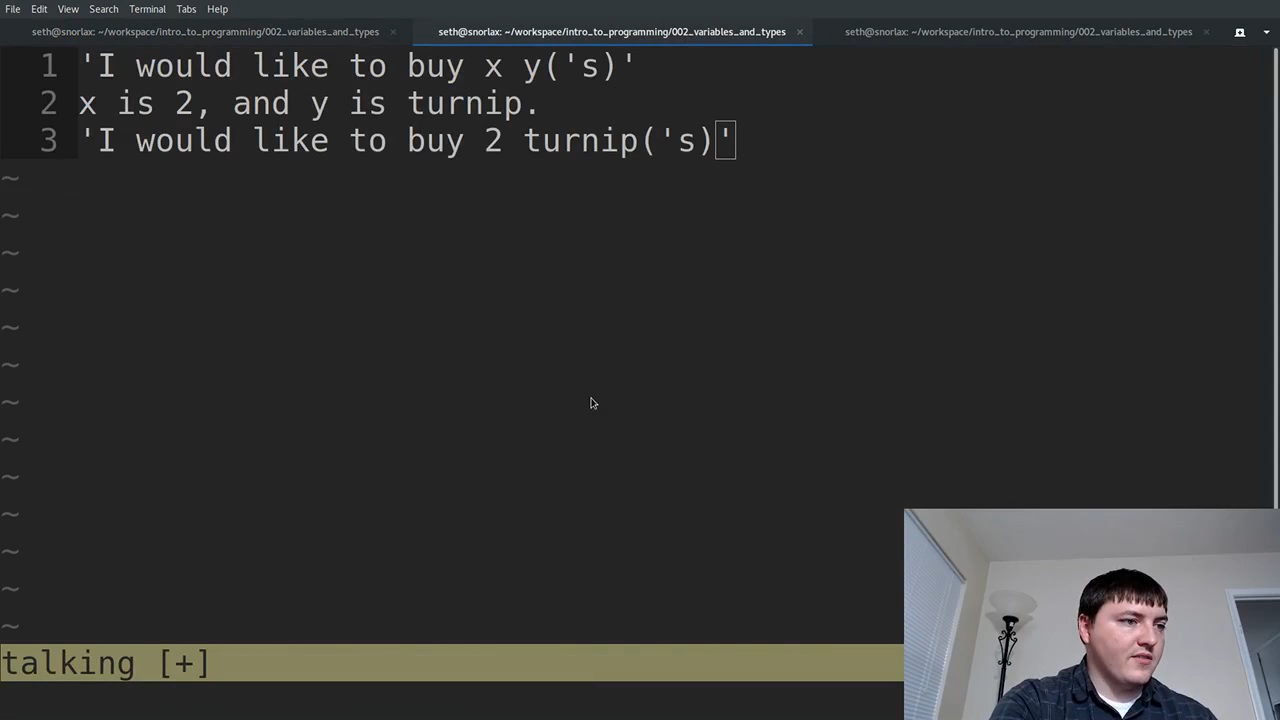 File Edit View Search Terminal Tabs Help
seth@snorlax: ~/workspace/intro_to_programming/002_variables_and_types × seth@snorlax: ~/workspace/intro_to_programming/002_variables_and_types × seth@snorlax: ~/workspace/intro_to_programming/002_variables_and_types ×
1 'I would like to buy x y('s)'
2 x is 2, and y is turnip.
3 'I would like to buy 2 turnip('s)'
~
~
~
~
~
~
~
~
~
~
~
~
~
talking [+]